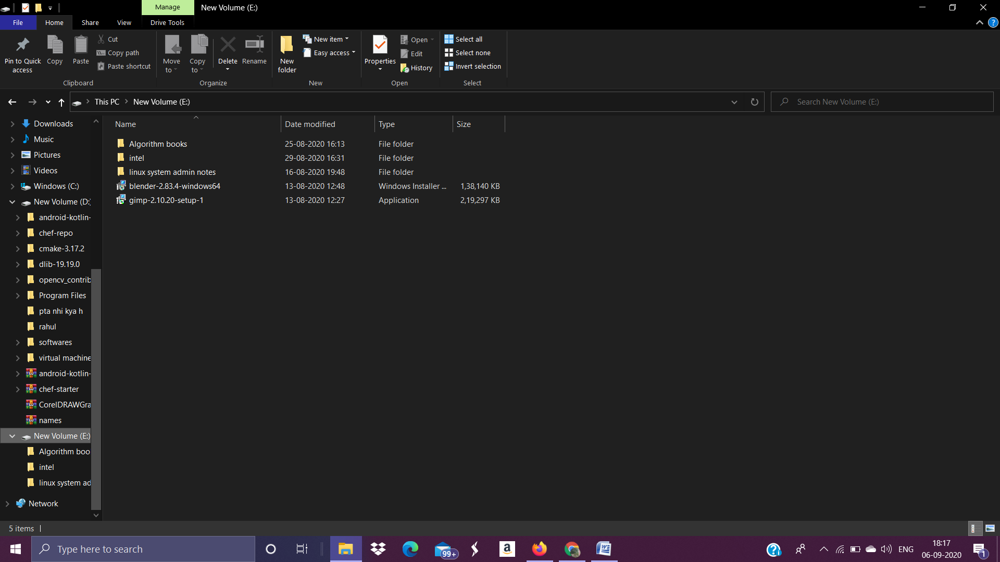 Manage
New Volume (E:)
File
Home
Share
View
Drive Tools
Pin to Quick access
Copy
Paste
Cut
Copy path
Paste shortcut
Clipboard
Move to
Copy to
Delete
Rename
Organize
New folder
New item
Easy access
New
Properties
Open
Edit
History
Open
Select all
Select none
Invert selection
Select
This PC
New Volume (E:)
Search New Volume (E:)
Downloads
Music
Pictures
Videos
Windows (C:)
New Volume (D:)
android-kotlin-
chef-repo
cmake-3.17.2
dlib-19.19.0
opencv_contrib
Program Files
pta nhi kya h
rahul
softwares
virtual machine
android-kotlin-
chef-starter
CorelDRAWGra
names
New Volume (E:)
Algorithm boo
intel
linux system ad
Network
Name Date modified Type Size
Algorithm books 25-08-2020 16:13 File folder
intel 29-08-2020 16:31 File folder
linux system admin notes 16-08-2020 19:48 File folder
blender-2.83.4-windows64 13-08-2020 12:48 Windows Installer ... 1,38,140 KB
gimp-2.10.20-setup-1 13-08-2020 12:27 Application 2,19,297 KB
5 items
Type here to search
99+
ENG
18:17
06-09-2020
1